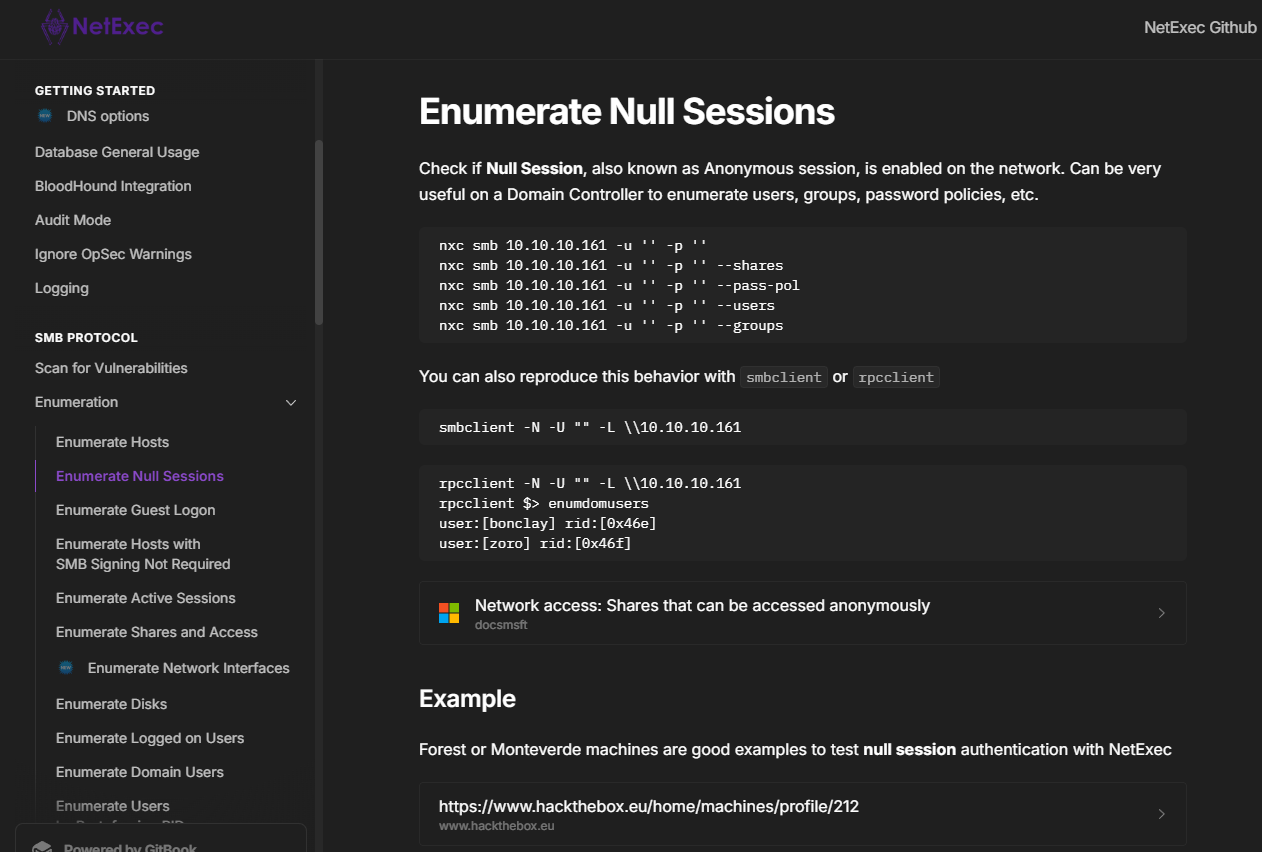 NetExec
NetExec Github
GETTING STARTED
NEW DNS options
Database General Usage
BloodHound Integration
Audit Mode
Ignore OpSec Warnings
Logging
SMB PROTOCOL
Scan for Vulnerabilities
Enumeration
Enumerate Hosts
Enumerate Null Sessions
Enumerate Guest Logon
Enumerate Hosts with
SMB Signing Not Required
Enumerate Active Sessions
Enumerate Shares and Access
NEW Enumerate Network Interfaces
Enumerate Disks
Enumerate Logged on Users
Enumerate Domain Users
Enumerate Users
Powered by GitBook
Enumerate Null Sessions
Check if Null Session, also known as Anonymous session, is enabled on the network. Can be very
useful on a Domain Controller to enumerate users, groups, password policies, etc.
nxc smb 10.10.10.161 -u '' -p ''
nxc smb 10.10.10.161 -u '' -p '' --shares
nxc smb 10.10.10.161 -u '' -p '' --pass-pol
nxc smb 10.10.10.161 -u '' -p '' --users
nxc smb 10.10.10.161 -u '' -p '' --groups
You can also reproduce this behavior with smbclient or rpcclient
smbclient -N -U "" -L \\10.10.10.161
rpcclient -N -U "" -L \\10.10.10.161
rpcclient $> enumdomusers
user:[bonclay] rid:[0x46e]
user:[zoro] rid:[0x46f]
Network access: Shares that can be accessed anonymously
docsmsft
Example
Forest or Monteverde machines are good examples to test null session authentication with NetExec
https://www.hackthebox.eu/home/machines/profile/212
www.hackthebox.eu